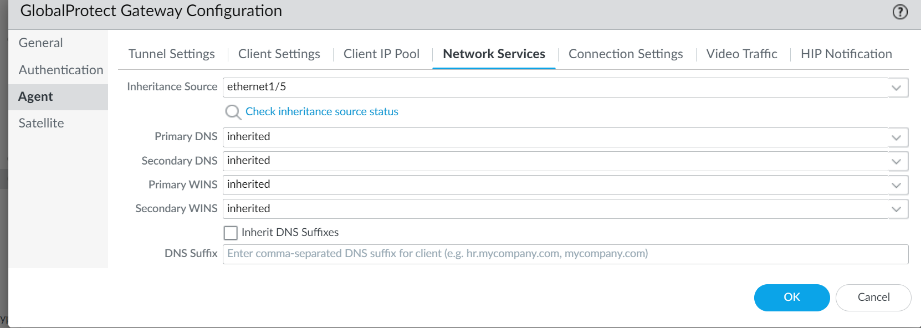 GlobalProtect Gateway Configuration
General
Authentication
Agent
Satellite
Tunnel Settings Client Settings Client IP Pool Network Services Connection Settings Video Traffic HIP Notification
Inheritance Source ethernet1/5
Check inheritance source status
Primary DNS inherited
Secondary DNS inherited
Primary WINS inherited
Secondary WINS inherited
Inherit DNS Suffixes
DNS Suffix Enter comma-separated DNS suffix for client (e.g. hr.mycompany.com, mycompany.com)
OK Cancel